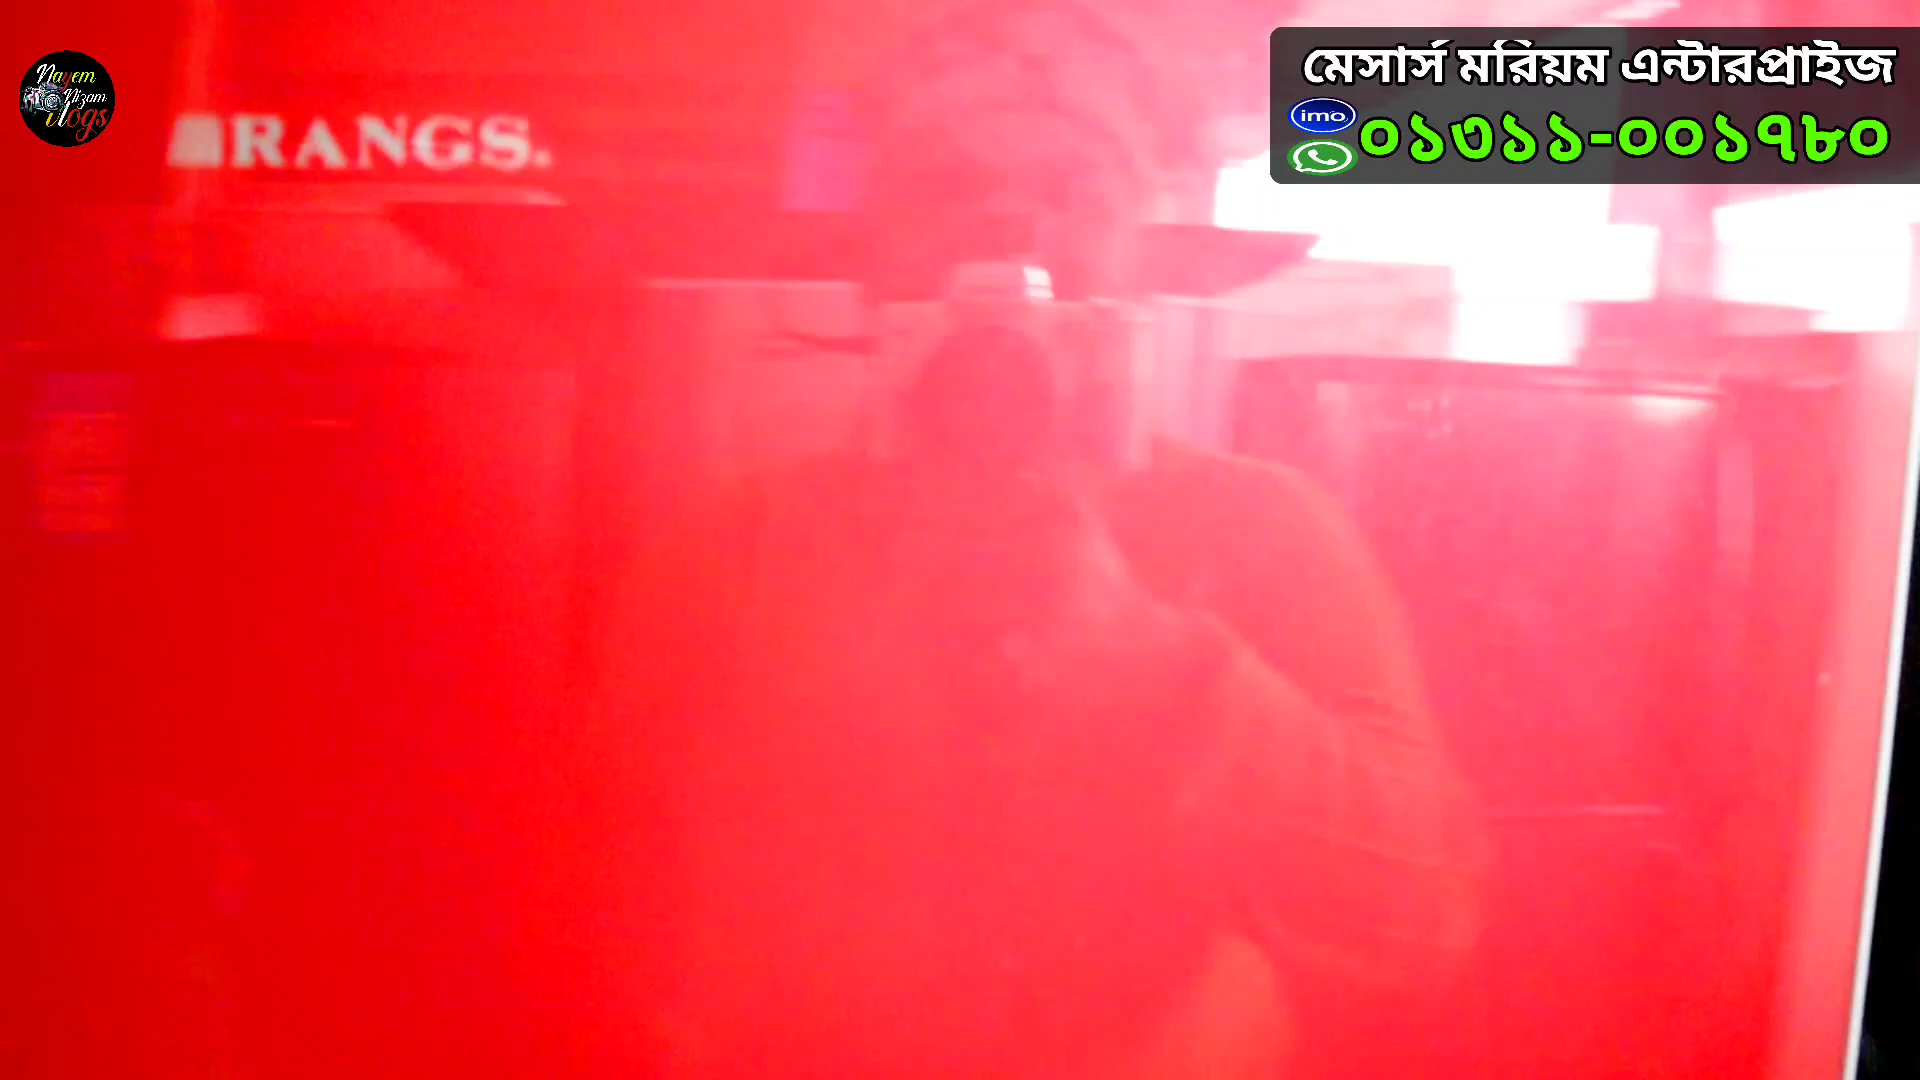 Nayem
Nizam
vlogs
RANGS.
মেসার্স মরিয়ম এন্টারপ্রাইজ
imo
০১৩১১-০০১৭৮০